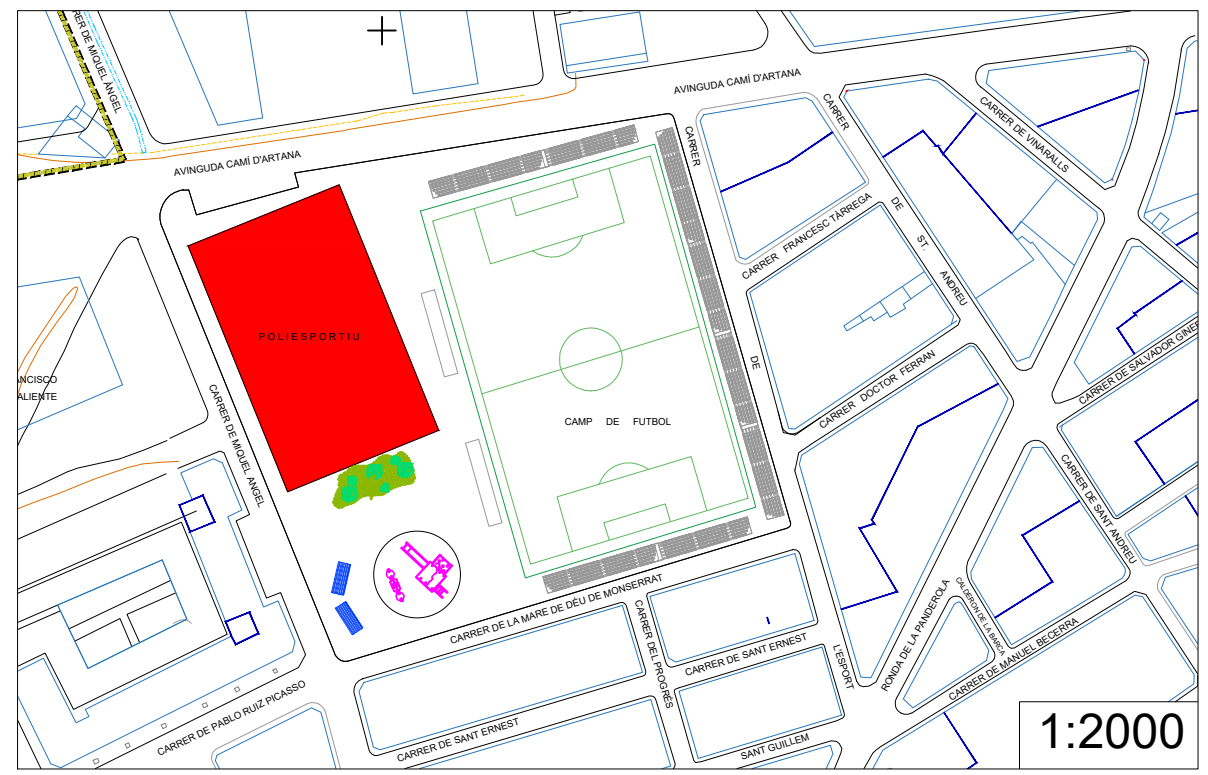 CARRER DE MIQUEL ANGEL
AVINGUDA CAMÍ D'ARTANA
AVINGUDA CAMÍ D'ARTANA
CARRER
CARRER DE VINARALLS
CARRER
DE
ST.
ANDREU
CARRER FRANCESC TÀRREGA
POLIESPORTIU
DE
CARRER DOCTOR FERRAN
CARRER DE SALVADOR GINER
ANCISCO
ALIENTE
CARRER DE MIQUEL ANGEL
CAMP DE FUTBOL
CARRER DE SANT ANDREU
CARRER DE LA MARE DE DÉU DE MONSERRAT
CARRER DEL PROGRÉS
CARRER DE SANT ERNEST
L'ESPORT
RONDA DE LA PANDEROLA
CALDERON DE LA BARCA
CARRER DE MANUEL BECERRA
CARRER DE PABLO RUIZ PICASSO
CARRER DE SANT ERNEST
SANT GUILLEM
1:2000